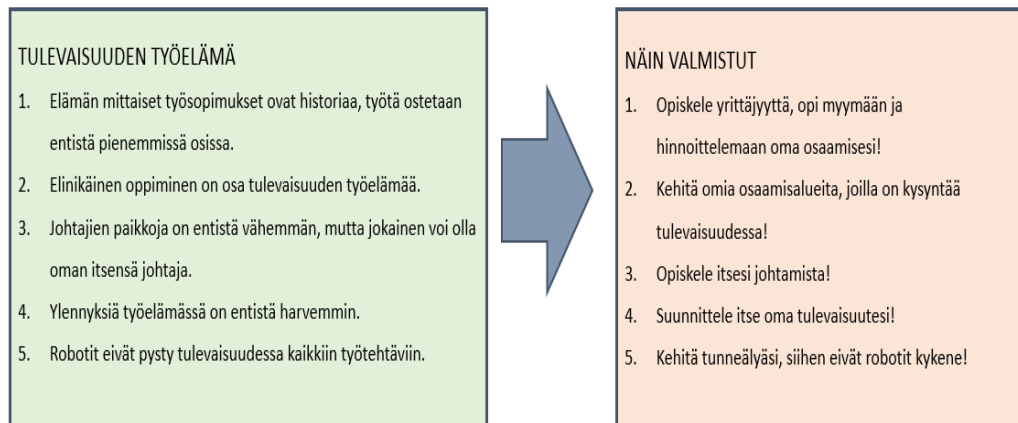 TULEVAISUUDEN TYÖELÄMÄ
1. Elämän mittaiset työsopimukset ovat historiaa, työtä ostetaan
entistä pienemmissä osissa.
2. Elinikäinen oppiminen on osa tulevaisuuden työelämää.
3. Johtajien paikkoja on entistä vähemmän, mutta jokainen voi olla
oman itsensä johtaja.
4. Ylennyksiä työelämässä on entistä harvemmin.
5. Robotit eivät pysty tulevaisuudessa kaikkiin työtehtäviin.
NÄIN VALMISTUT
1. Opiskele yrittäjyyttä, opi myymään ja
hinnoittelemaan oma osaamisesi!
2. Kehitä omia osaamisalueita, joilla on kysyntää
tulevaisuudessa!
3. Opiskele itsesi johtamista!
4. Suunnittele itse oma tulevaisuutesi!
5. Kehitä tunneälyäsi, siihen eivät robotit kykene!